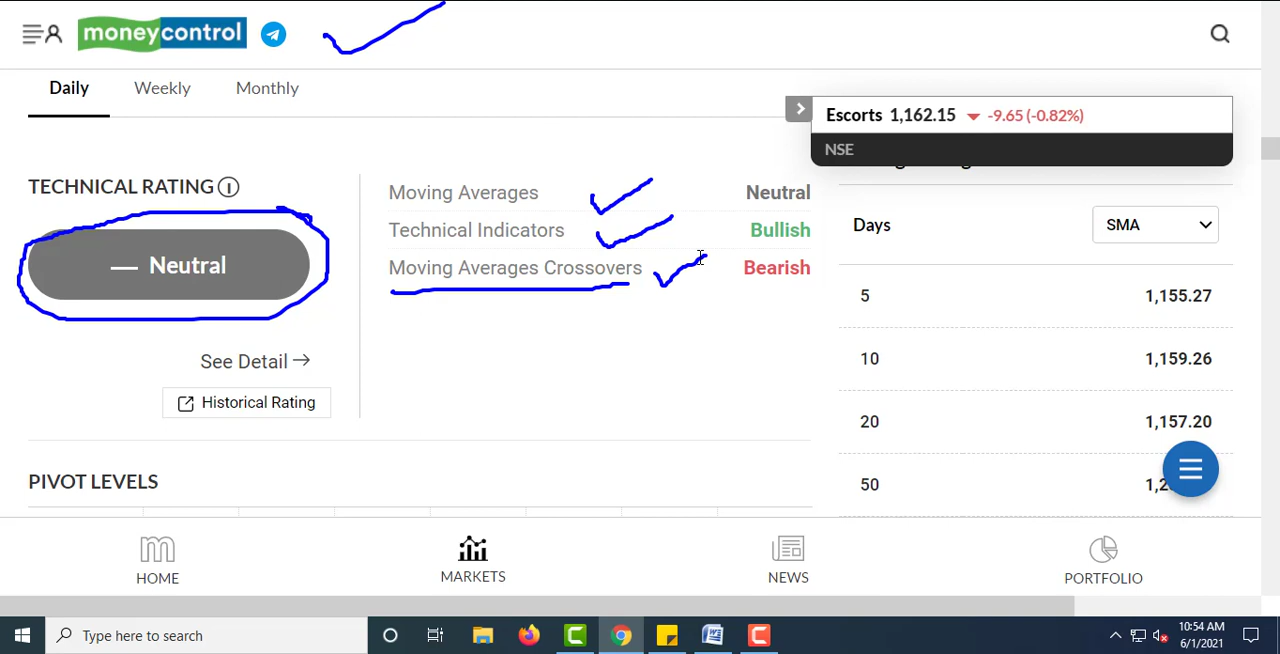 moneycontrol
Daily Weekly Monthly
Escorts 1,162.15 -9.65 (-0.82%)
NSE
TECHNICAL RATING
Neutral
See Detail
Historical Rating
Moving Averages Neutral
Technical Indicators Bullish
Moving Averages Crossovers Bearish
Days SMA
5 1,155.27
10 1,159.26
20 1,157.20
50
PIVOT LEVELS
HOME MARKETS NEWS PORTFOLIO
Type here to search
10:54 AM
6/1/2021